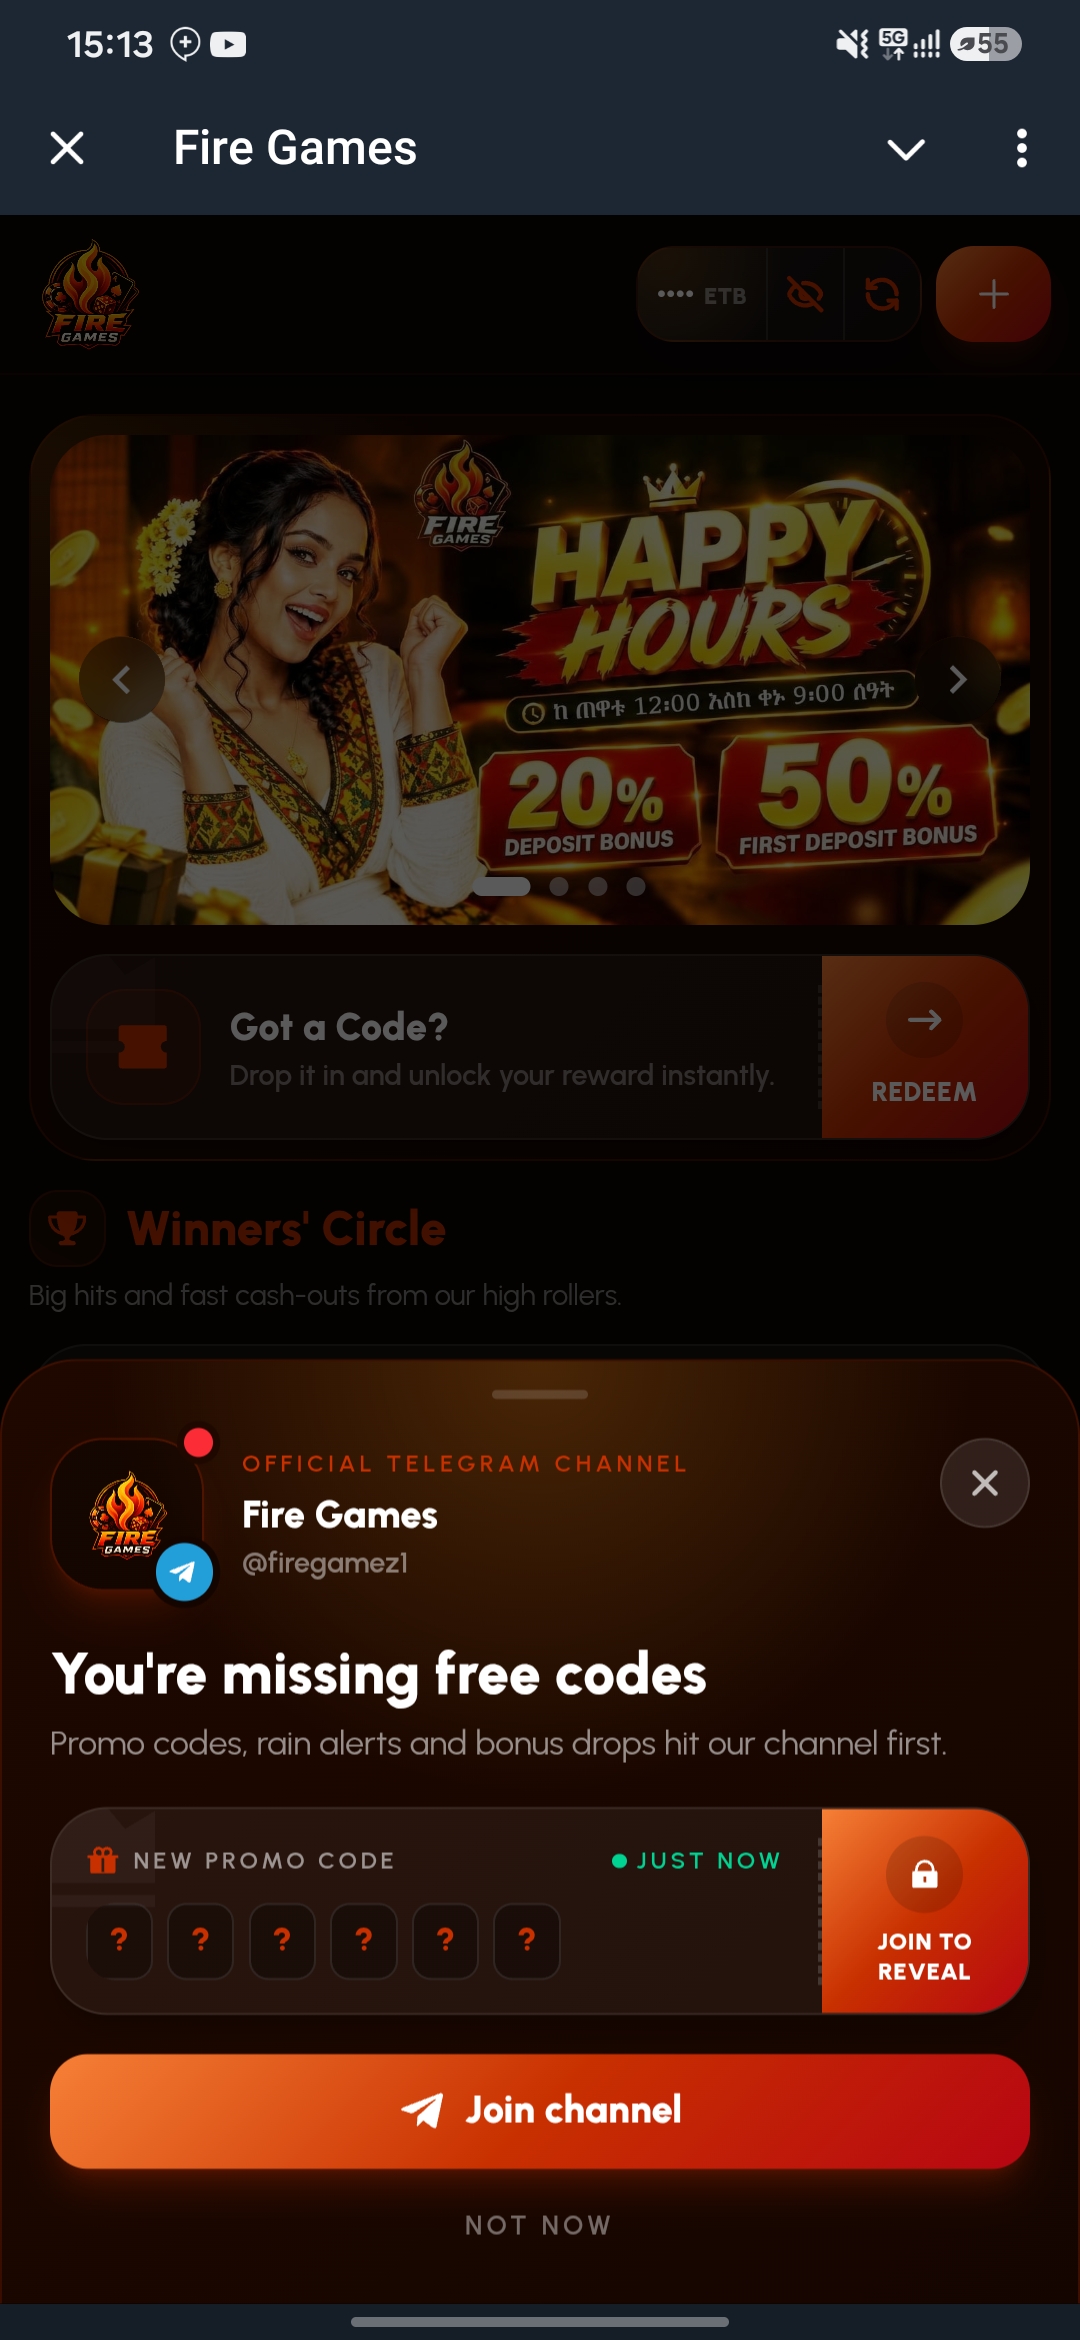 15:13
5G
55
Fire Games
FIRE
GAMES
•••• ETB
FIRE
GAMES
HAPPY
HOURS
ከ ጠዋቱ 12:00 እስከ ቀኑ 9:00 ሰዓት
20%
DEPOSIT BONUS
50%
FIRST DEPOSIT BONUS
Got a Code?
Drop it in and unlock your reward instantly.
REDEEM
Winners' Circle
Big hits and fast cash-outs from our high rollers.
FIRE
GAMES
OFFICIAL TELEGRAM CHANNEL
Fire Games
@firegamez1
You're missing free codes
Promo codes, rain alerts and bonus drops hit our channel first.
NEW PROMO CODE
JUST NOW
? ? ? ? ? ?
JOIN TO
REVEAL
Join channel
NOT NOW